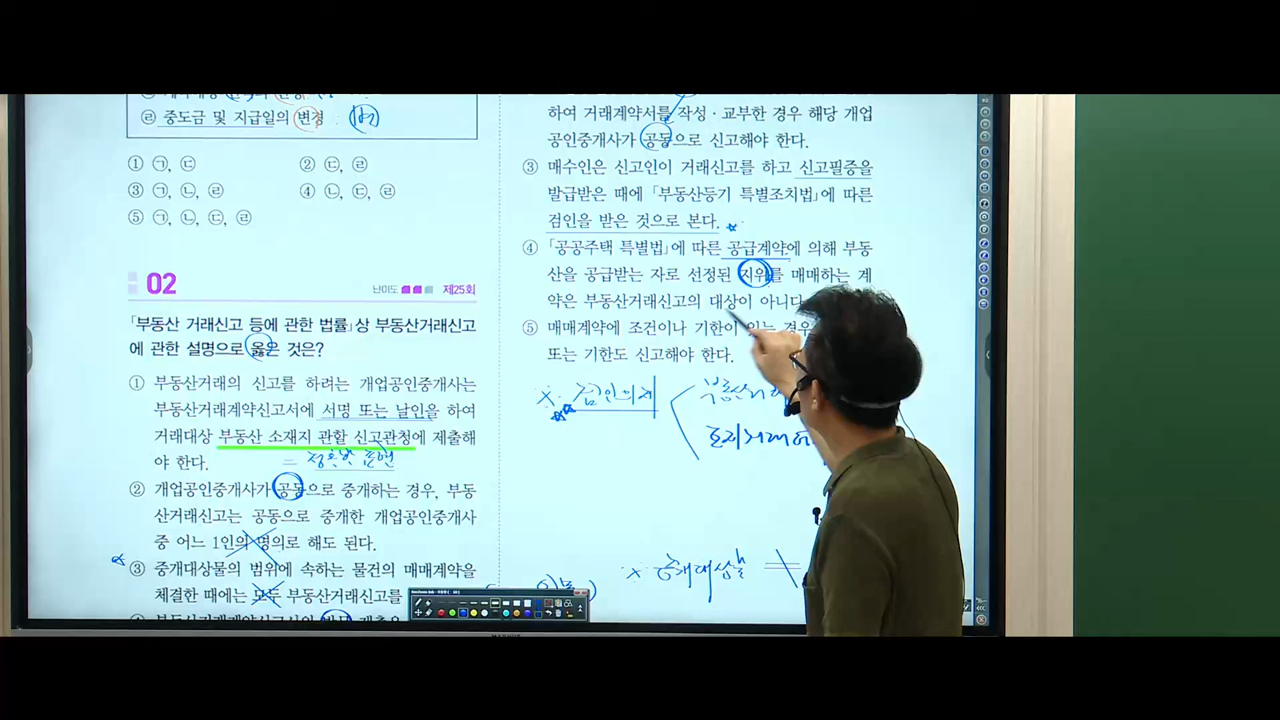 ㉣ 중도금 및 지급일의 변경
① ㉠, ㉢
② ㉢, ㉣
③ ㉠, ㉡, ㉣
④ ㉡, ㉢, ㉣
⑤ ㉠, ㉡, ㉢, ㉣
02
난이도
제25회
「부동산 거래신고 등에 관한 법률」상 부동산거래신고
에 관한 설명으로 옳은 것은?
① 부동산거래의 신고를 하려는 개업공인중개사는
부동산거래계약신고서에 서명 또는 날인을 하여
거래대상 부동산 소재지 관할 신고관청에 제출해
야 한다.
② 개업공인중개사가 공동으로 중개하는 경우, 부동
산거래신고는 공동으로 중개한 개업공인중개사
중 어느 1인의 명의로 해도 된다.
③ 중개대상물의 범위에 속하는 물건의 매매계약을
체결한 때에는 모두 부동산거래신고를
하여 거래계약서를 작성·교부한 경우 해당 개업
공인중개사가 공동으로 신고해야 한다.
③ 매수인은 신고인이 거래신고를 하고 신고필증을
발급받은 때에 「부동산등기 특별조치법」에 따른
검인을 받은 것으로 본다.
④ 「공공주택 특별법」에 따른 공급계약에 의해 부동
산을 공급받는 자로 선정된 지위를 매매하는 계
약은 부동산거래신고의 대상이 아니다
⑤ 매매계약에 조건이나 기한이 있는 경우
또는 기한도 신고해야 한다.
※ 검인의제
부동산거래
토지거래허
※ 중개대상물 ≠